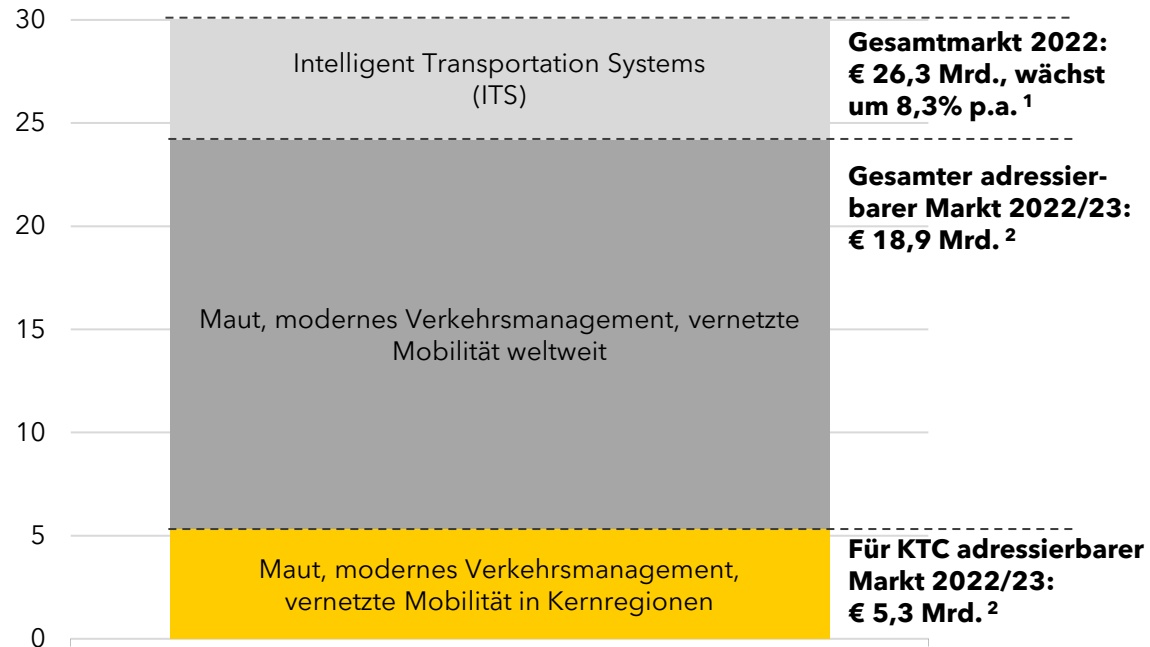 30
25
20
15
10
5
0
Intelligent Transportation Systems
(ITS)
Maut, modernes Verkehrsmanagement, vernetzte
Mobilität weltweit
Maut, modernes Verkehrsmanagement,
vernetzte Mobilität in Kernregionen
Gesamtmarkt 2022:
€ 26,3 Mrd., wächst
um 8,3% p.a. ¹
Gesamter adressier-
barer Markt 2022/23:
€ 18,9 Mrd. ²
Für KTC adressierbarer
Markt 2022/23:
€ 5,3 Mrd. ²